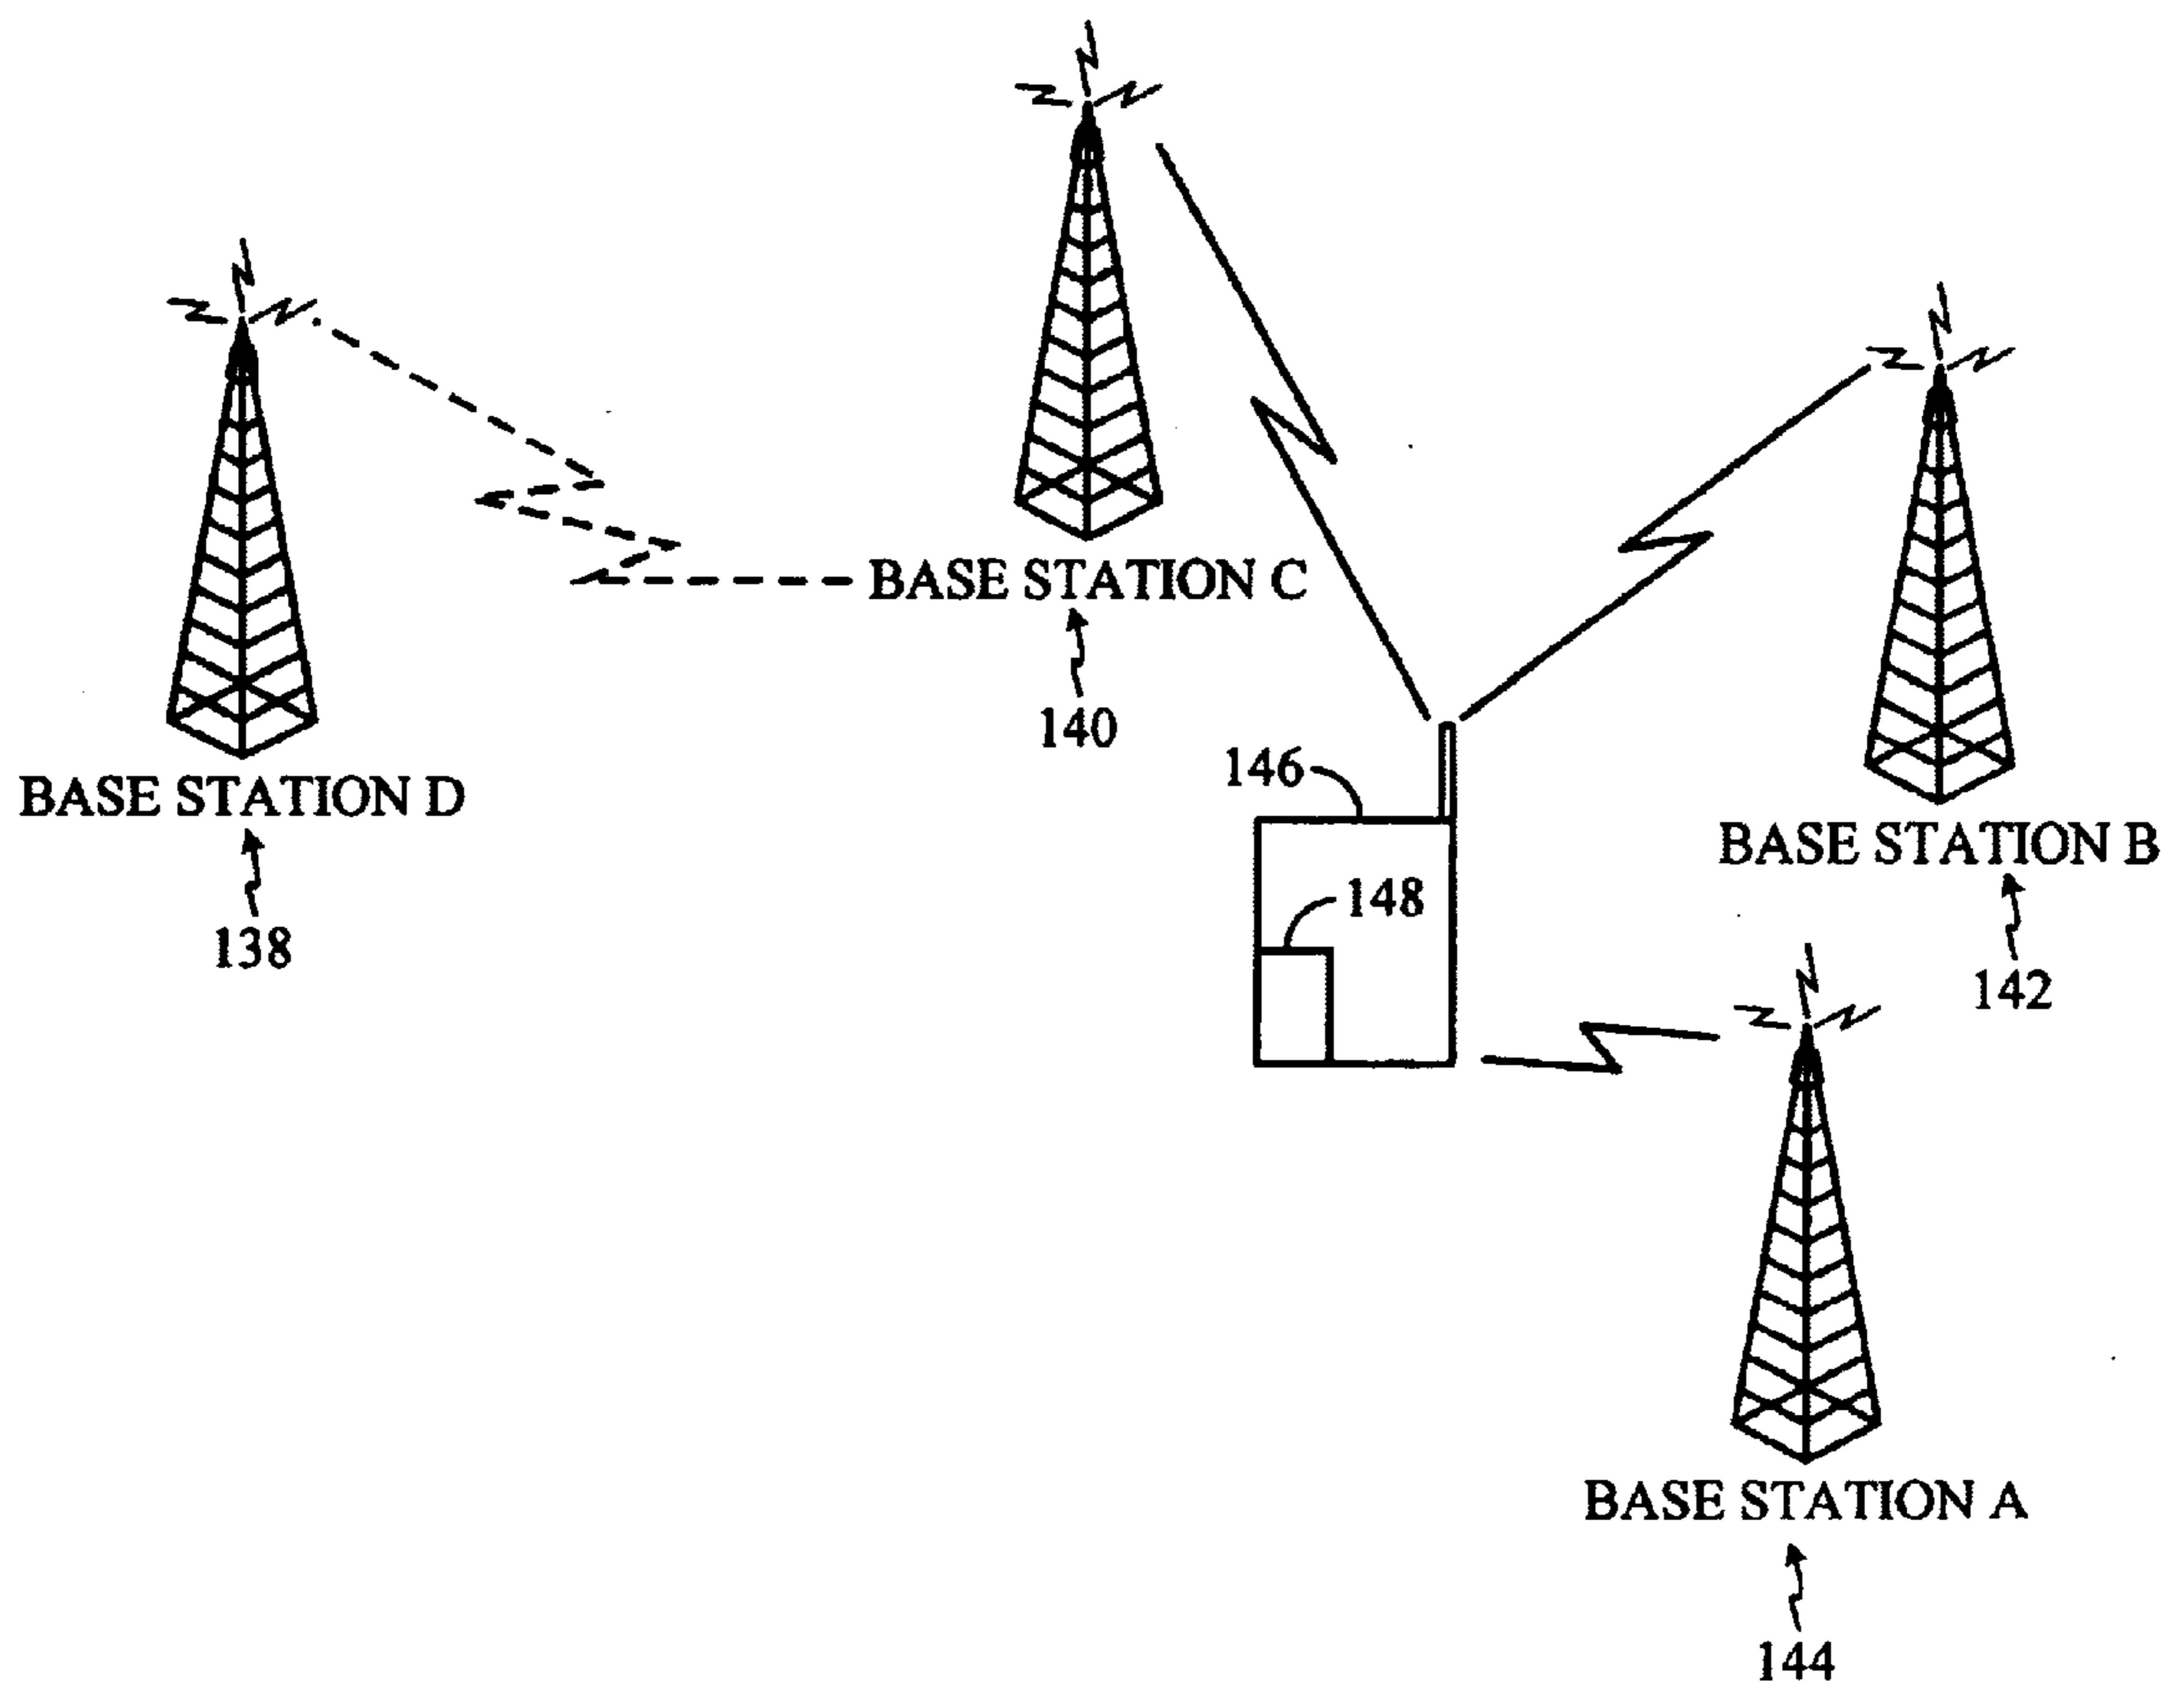 BASE STATION C
140
146
BASE STATION D
BASE STATION B
148
138
142
BASE STATION A
144